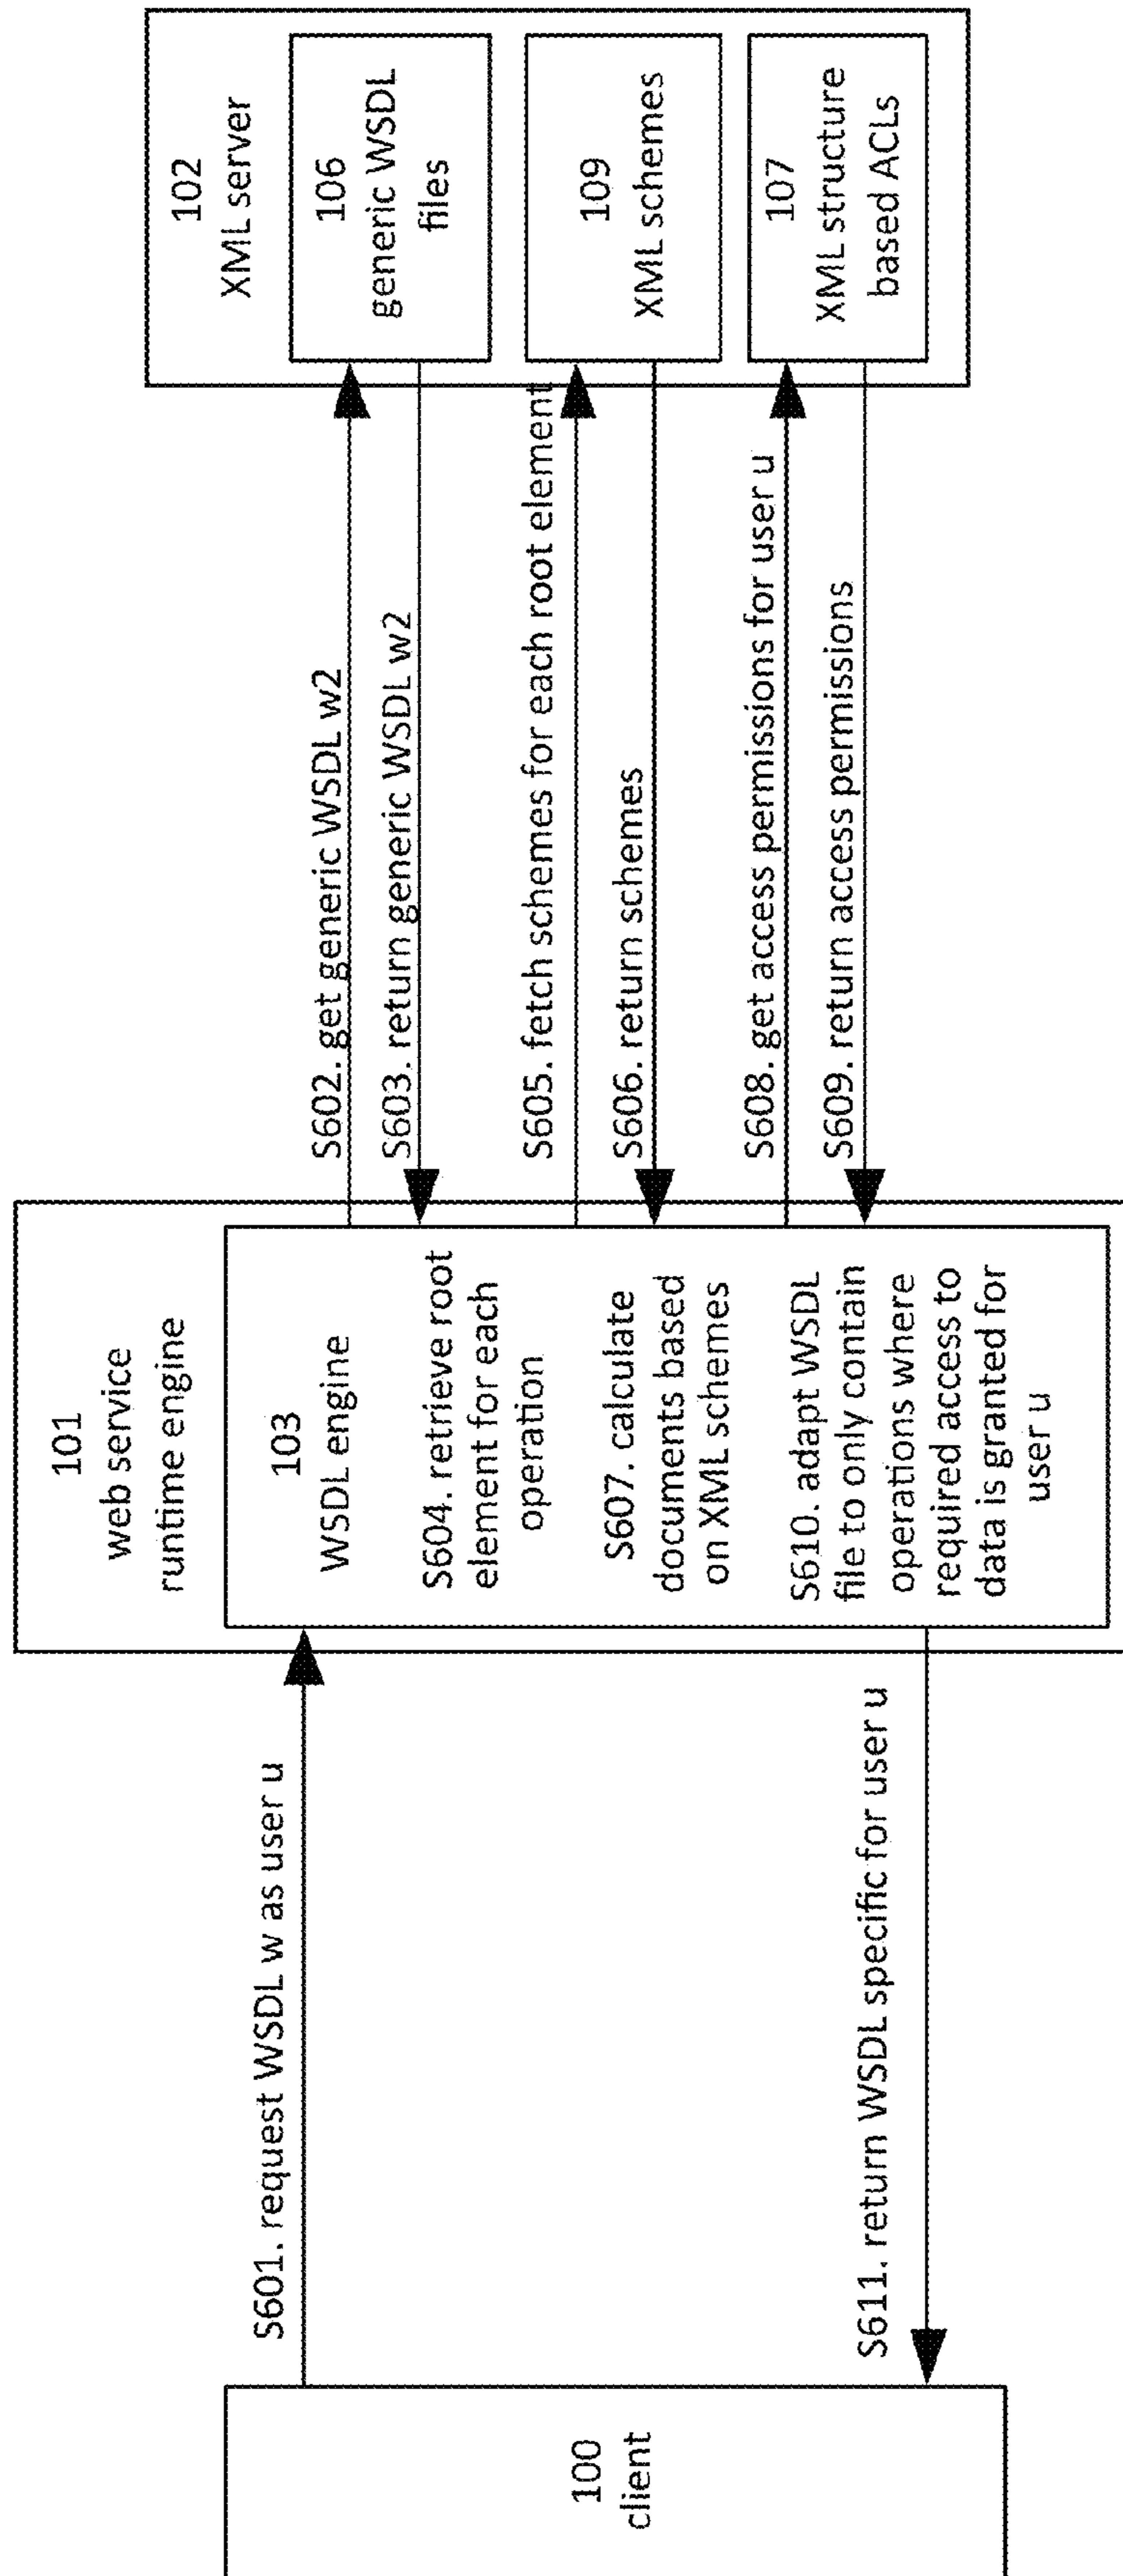 100
client
S601. request WSDL w as user u
S611. return WSDL specific for user u
101
web service
runtime engine
103
WSDL engine
S604. retrieve root
element for each
operation
S607. calculate
documents based
on XML schemes
S610. adapt WSDL
file to only contain
operations where
required access to
data is granted for
user u
S602. get generic WSDL w2
S603. return generic WSDL w2
S605. fetch schemes for each root element
S606. return schemes
S608. get access permissions for user u
S609. return access permissions
102
XML server
106
generic WSDL
files
109
XML schemes
107
XML structure
based ACLs